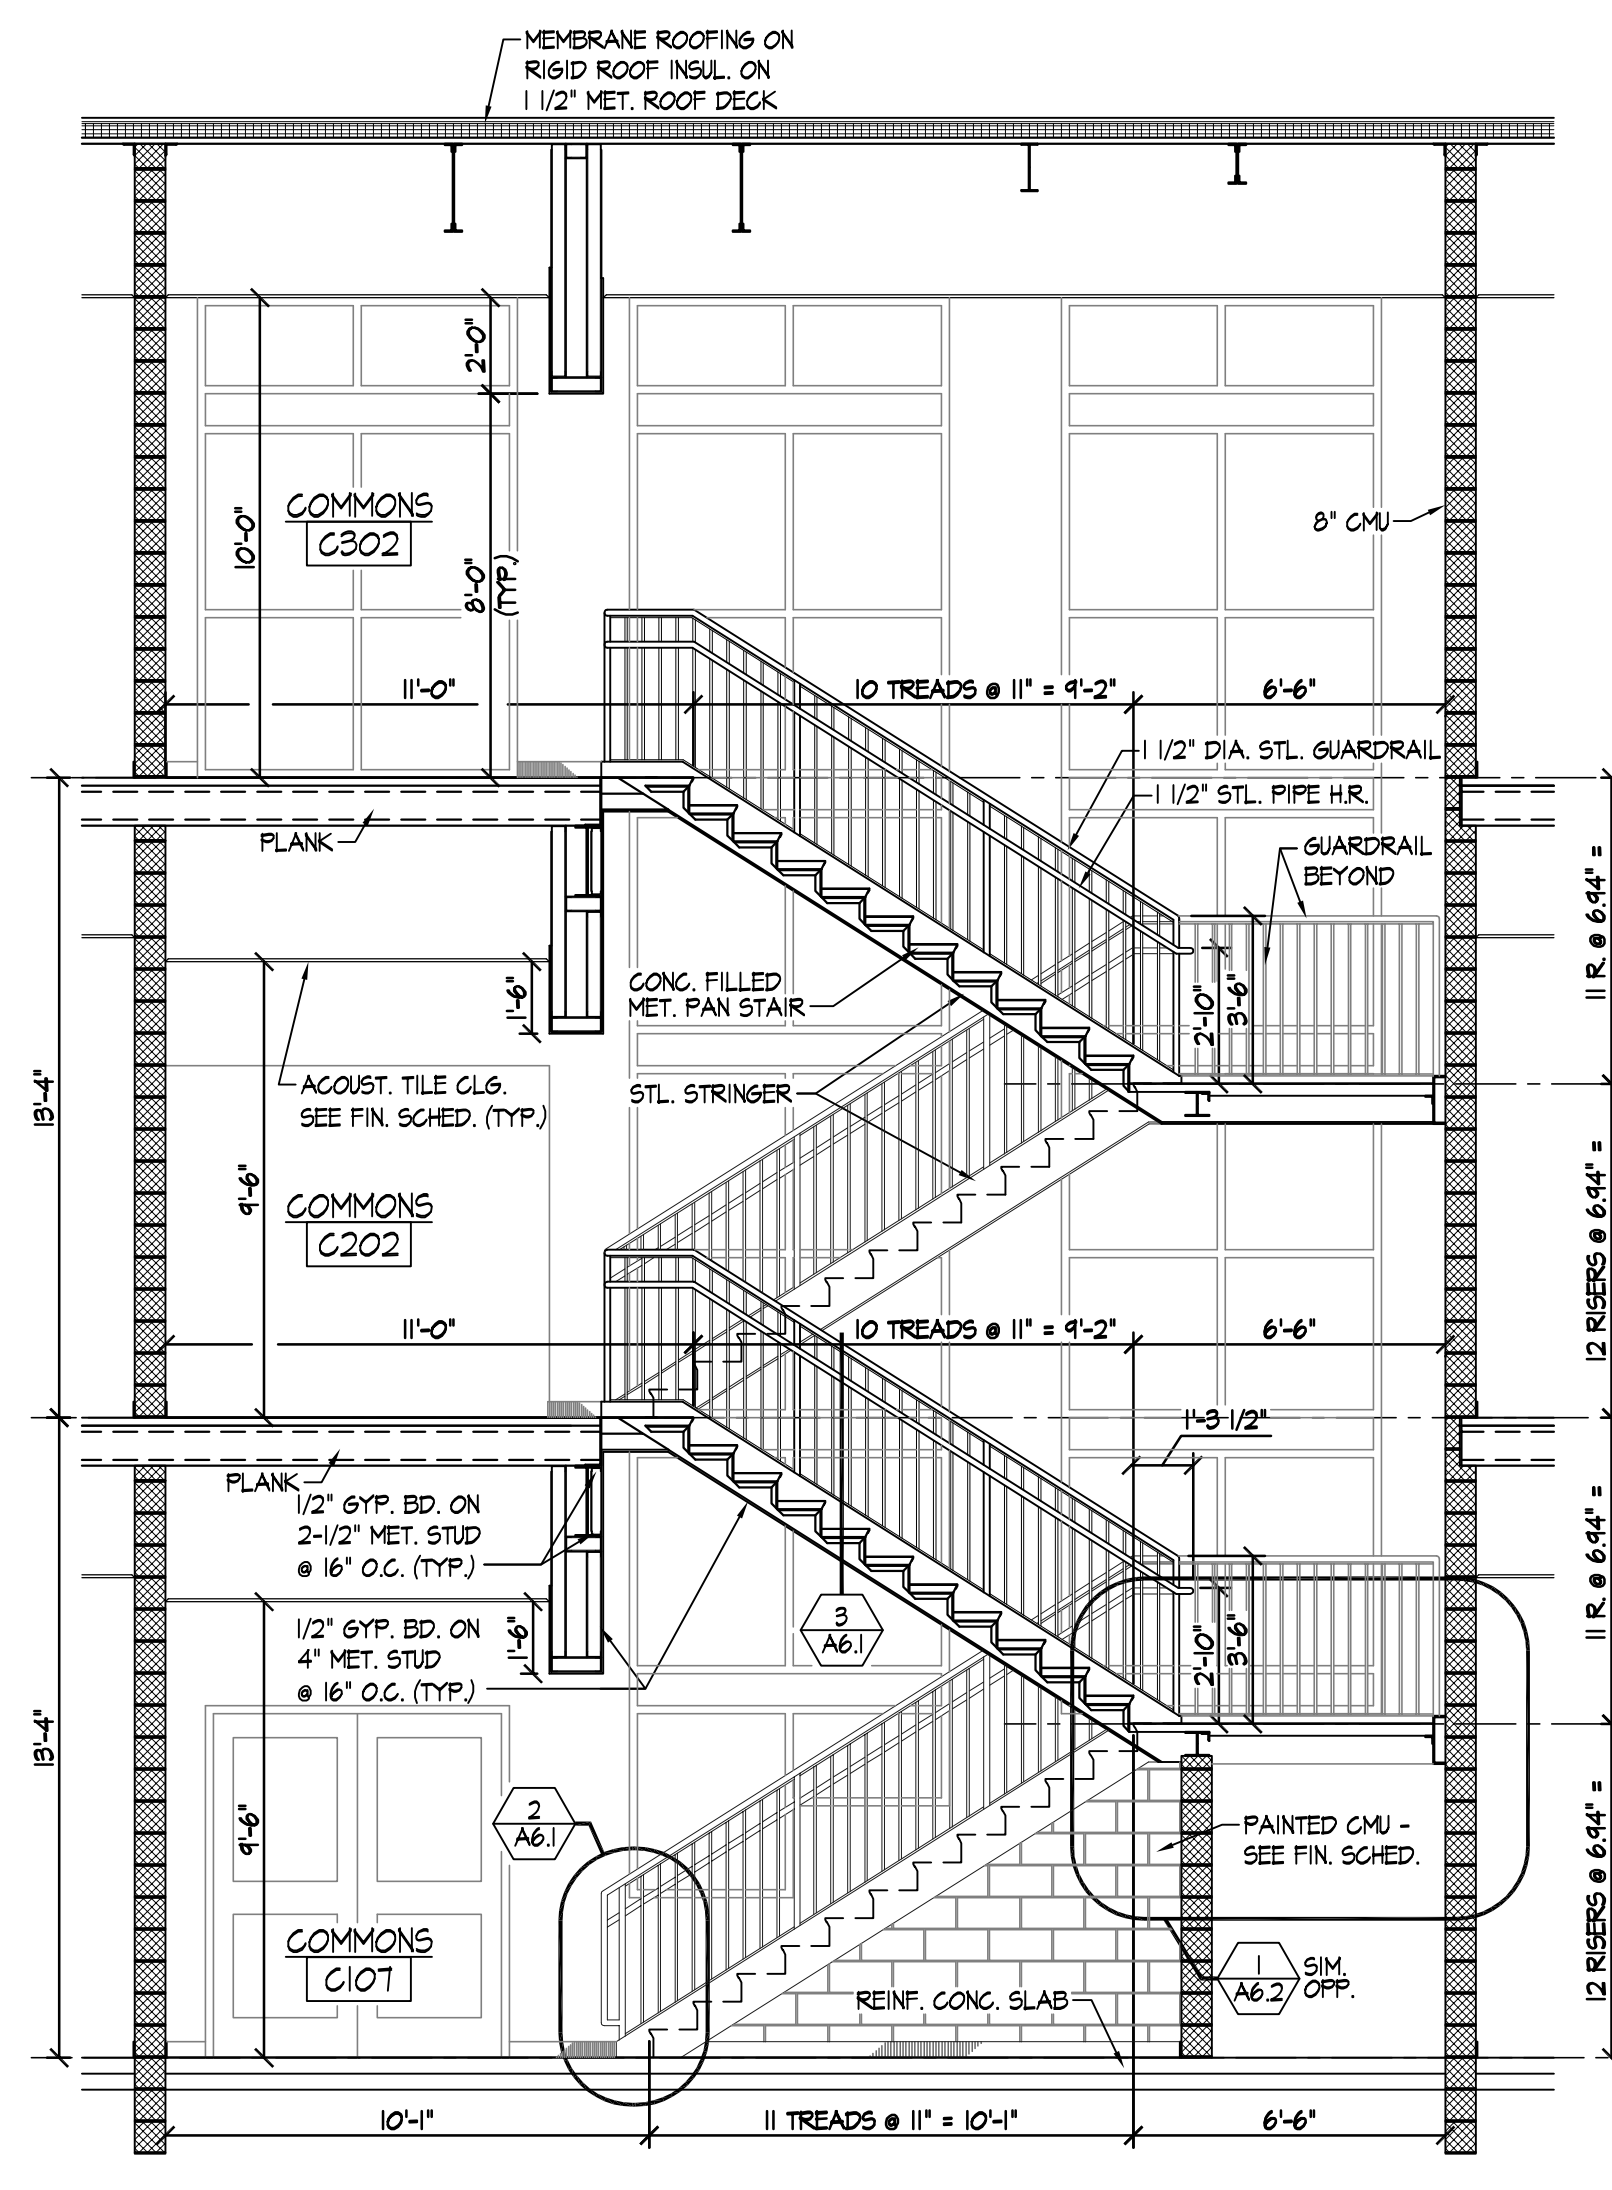 MEMBRANE ROOFING ON
RIGID ROOF INSUL. ON
1 1/2" MET. ROOF DECK
2'-0"
10'-0"
COMMONS
C302
8'-0"
(TYP.)
8" CMU
11'-0"
10 TREADS @ 11" = 9'-2"
6'-6"
1 1/2" DIA. STL. GUARDRAIL
1 1/2" STL. PIPE H.R.
PLANK
GUARDRAIL
BEYOND
11 R. @ 6.94" =
CONC. FILLED
MET. PAN STAIR
1'-6"
2'-10"
3'-6"
ACOUST. TILE CLG.
SEE FIN. SCHED. (TYP.)
STL. STRINGER
13'-4"
9'-6"
COMMONS
C202
12 RISERS @ 6.94" =
11'-0"
10 TREADS @ 11" = 9'-2"
6'-6"
1'-3 1/2"
PLANK
1/2" GYP. BD. ON
2-1/2" MET. STUD
@ 16" O.C. (TYP.)
11 R. @ 6.94" =
1/2" GYP. BD. ON
4" MET. STUD
@ 16" O.C. (TYP.)
1'-6"
3
A6.1
2'-10"
3'-6"
13'-4"
9'-6"
2
A6.1
PAINTED CMU -
SEE FIN. SCHED.
12 RISERS @ 6.94" =
COMMONS
C107
1
A6.2
SIM.
OPP.
REINF. CONC. SLAB
10'-1"
11 TREADS @ 11" = 10'-1"
6'-6"